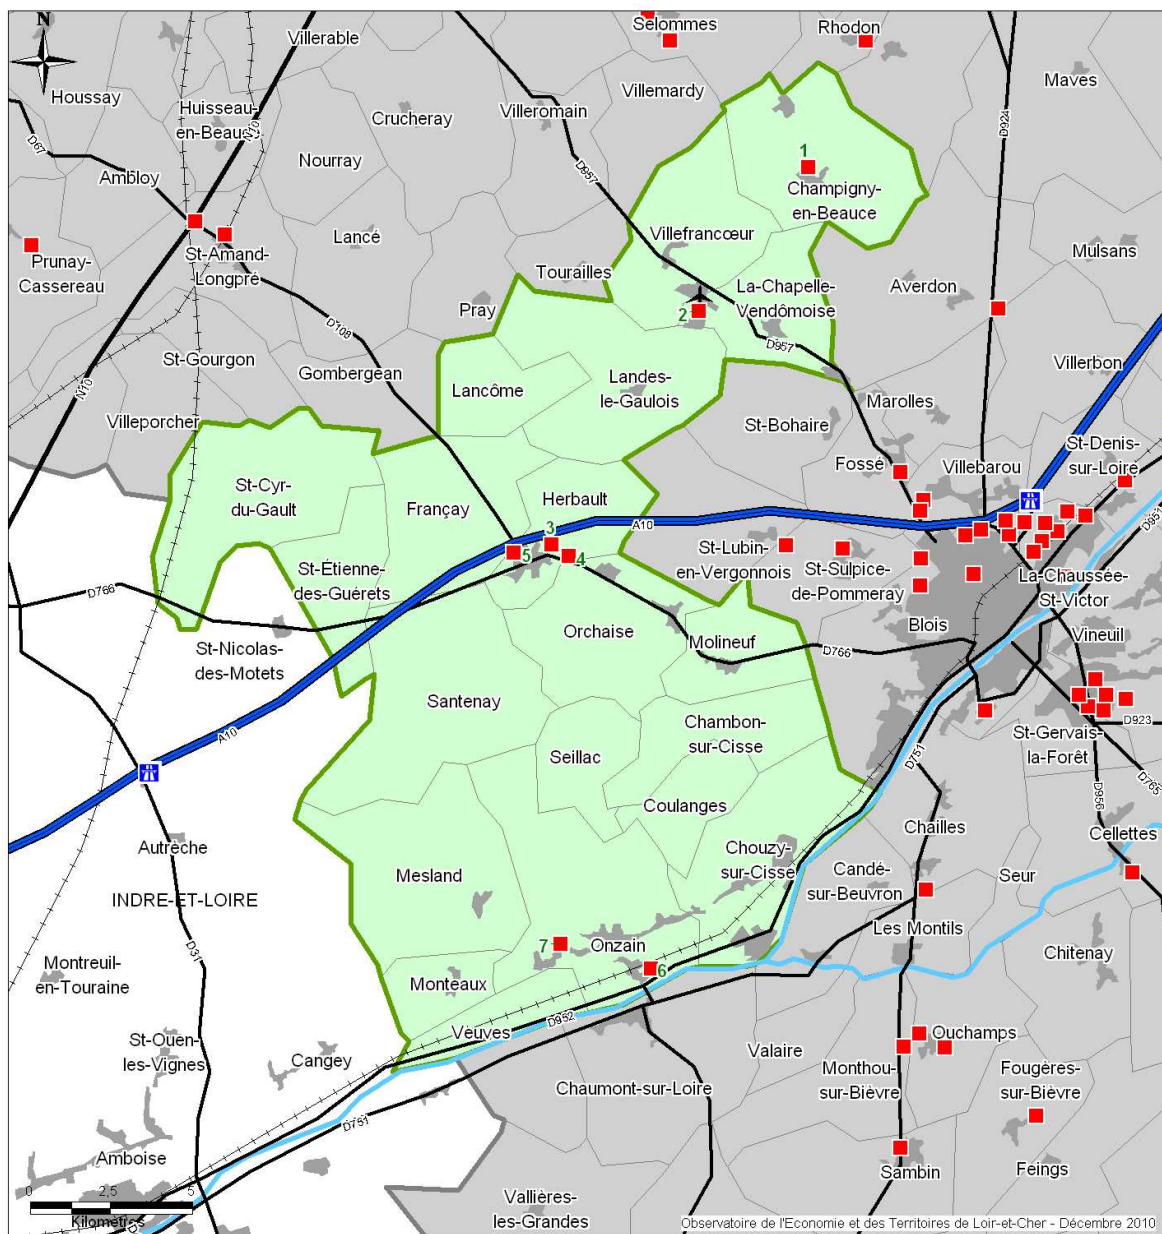 N
Selommes
Rhodon
Villerable
Maves
Houssay
Villemardy
Huisseau-
en-Beauce
Villeromain
Crucheray
N10
D924
D67
Nourray
1
D957
Ambloy
Champigny-
en-Beauce
Lancé
Villefrancœur
St-Amand-
Longpré
Prunay-
Cassereau
Mulsans
Tourailles
La-Chapelle-
Vendômoise
Averdon
Pray
2
D108
D957
St-Gourgon
Gombergean
Villerbon
Lancôme
Landes-
le-Gaulois
N10
Marolles
Villeporcher
St-Bohaire
St-Denis-
sur-Loire
Fossé
Villebarou
St-Cyr-
du-Gault
Herbault
Françay
A10
D951
3
5
4
St-Lubin-
en-Vergonnois
St-Sulpice-
de-Pommeray
St-Étienne-
des-Guérets
La-Chaussée-
St-Victor
D766
Orchaise
Blois
Molineuf
Vineuil
St-Nicolas-
des-Motets
D766
Santenay
Chambon-
sur-Cisse
D923
A10
St-Gervais-
la-Forêt
Seillac
D751
D765
Coulanges
D956
Chailles
Cellettes
Autrèche
Chouzy-
sur-Cisse
Mesland
Candé-
sur-Beuvron
Seur
INDRE-ET-LOIRE
Les Montils
7
Onzain
D31
Chitenay
6
Montreuil-
en-Touraine
Monteaux
D952
Veuves
Ouchamps
St-Ouen-
les-Vignes
Valaire
Cangey
Monthou-
sur-Bièvre
Fougères-
sur-Bièvre
Chaumont-sur-Loire
D751
Amboise
Sambin
Feings
0 2,5 5
Kilomètres
Vallières-
les-Grandes
Observatoire de l'Economie et des Territoires de Loir-et-Cher - Décembre 2010